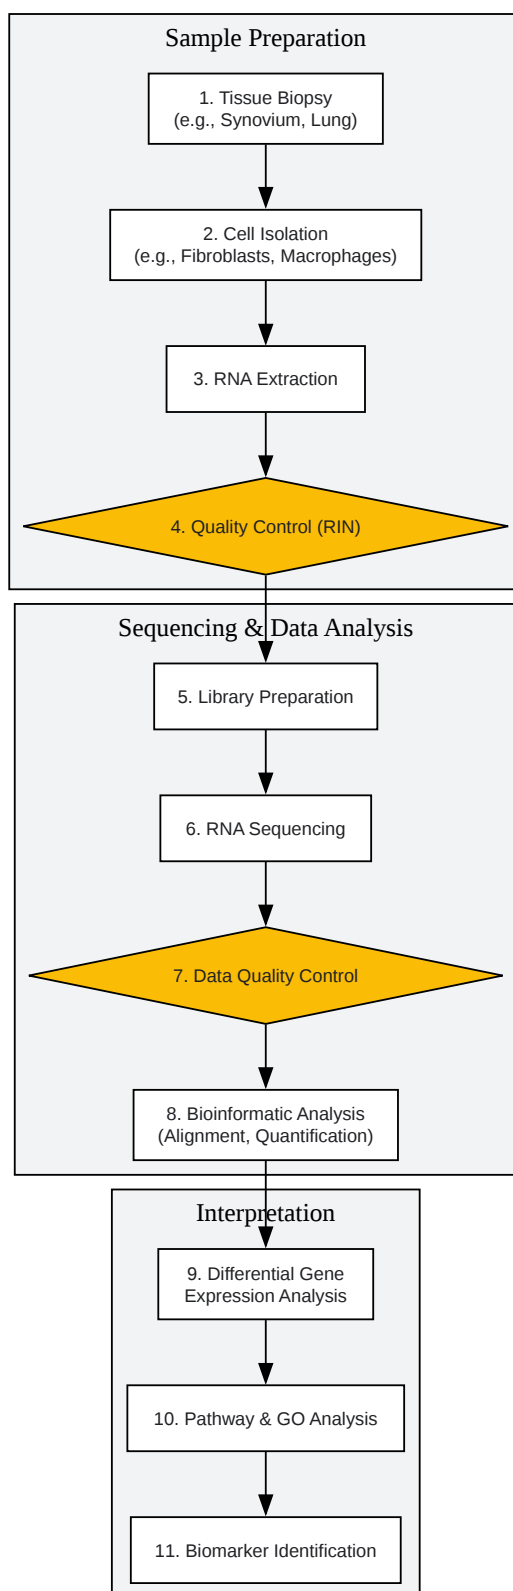 Sample Preparation
1. Tissue Biopsy
(e.g., Synovium, Lung)
2. Cell Isolation
(e.g., Fibroblasts, Macrophages)
3. RNA Extraction
4. Quality Control (RIN)
Sequencing & Data Analysis
5. Library Preparation
6. RNA Sequencing
7. Data Quality Control
8. Bioinformatic Analysis
(Alignment, Quantification)
Interpretation
9. Differential Gene
Expression Analysis
10. Pathway & GO Analysis
11. Biomarker Identification